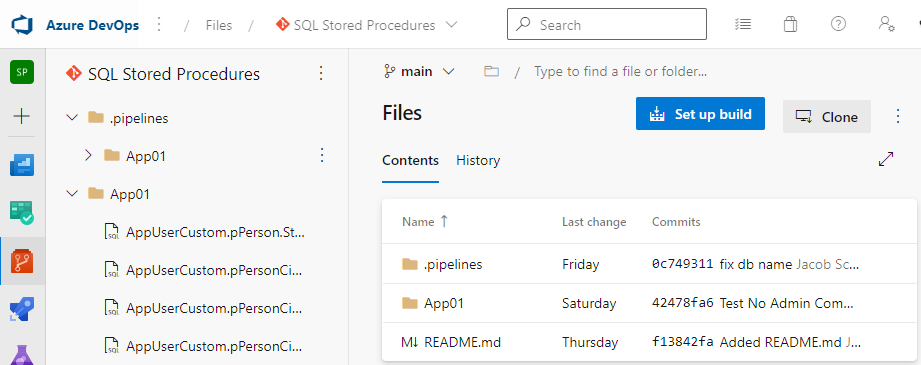 Azure DevOps / Files / SQL Stored Procedures Search
SP SQL Stored Procedures
main / Type to find a file or folder...
.pipelines
Files Set up build Clone
App01
Contents History
App01
Name ↑ Last change Commits
AppUserCustom.pPerson.St...
.pipelines Friday 0c749311 fix db name Jacob Sc...
AppUserCustom.pPersonCi...
App01 Saturday 42478fa6 Test No Admin Com...
AppUserCustom.pPersonCi...
M↓ README.md Thursday f13842fa Added README.md J...
AppUserCustom.pPersonCi...